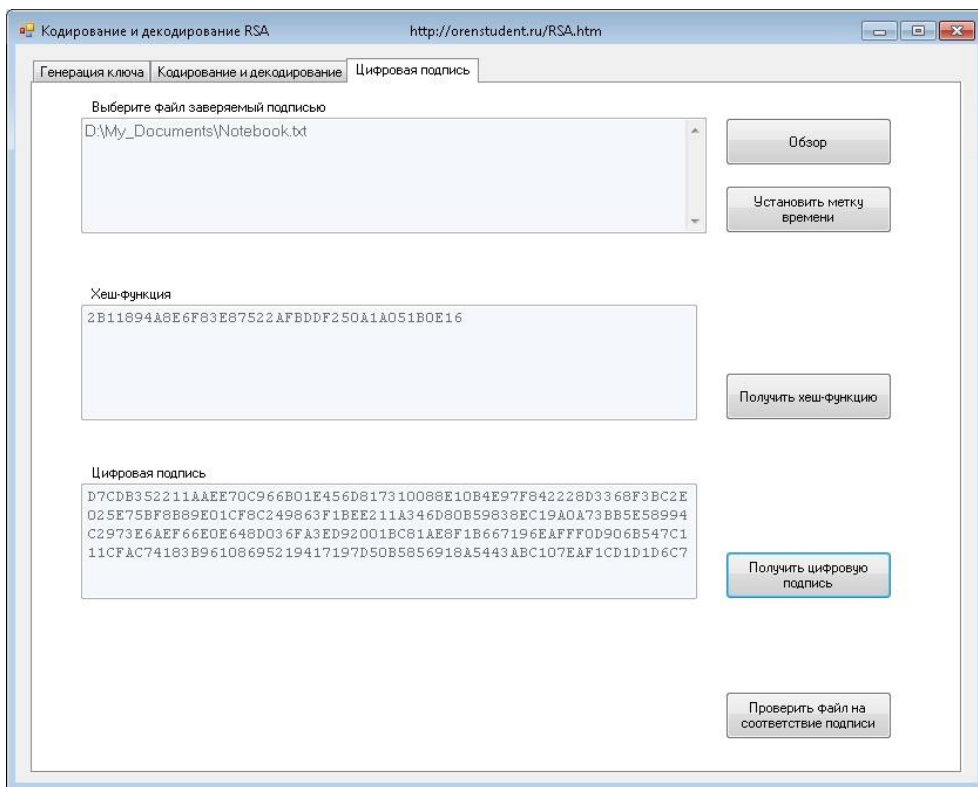 Кодирование и декодирование RSA http://orenstudent.ru/RSA.htm
Генерация ключа Кодирование и декодирование Цифровая подпись
Выберите файл заверяемый подписью
D:\My_Documents\Notebook.txt
Обзор
Установить метку
времени
Хеш-функция
2B11894A8E6F83E87522AFBDDF250A1A051B0E16
Получить хеш-функцию
Цифровая подпись
D7CDB352211AAEE70C966B01E456D817310088E10B4E97F842228D3368F3BC2E
025E75BF8B89E01CF8C249863F1BEE211A346D80B59838EC19A0A73BB5E58994
C2973E6AEF66E0E648D036FA3ED92001BC81AE8F1B667196EAFFF0D906B547C1
11CFAC74183B96108695219417197D50B5856918A5443ABC107EAF1CD1D1D6C7
Получить цифровую
подпись
Проверить файл на
соответствие подписи